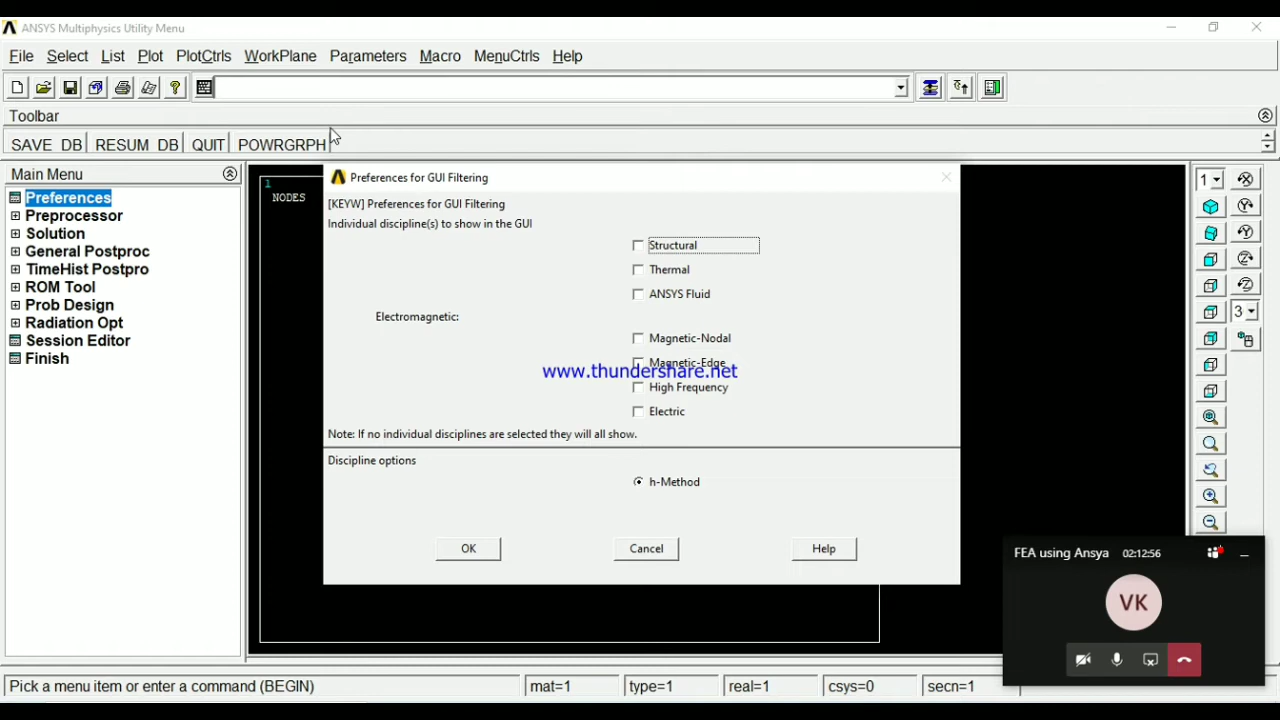 ANSYS Multiphysics Utility Menu
File Select List Plot PlotCtrls WorkPlane Parameters Macro MenuCtrls Help
Toolbar
SAVE_DB RESUM_DB QUIT POWRGRPH
Main Menu
Preferences
Preprocessor
Solution
General Postproc
TimeHist Postpro
ROM Tool
Prob Design
Radiation Opt
Session Editor
Finish
1
NODES
Preferences for GUI Filtering
[KEYW] Preferences for GUI Filtering
Individual discipline(s) to show in the GUI
Structural
Thermal
ANSYS Fluid
Electromagnetic:
Magnetic-Nodal
Magnetic-Edge
www.thundershare.net
High Frequency
Electric
Note: If no individual disciplines are selected they will all show.
Discipline options
h-Method
OK Cancel Help
1
3
FEA using Ansya 02:12:56
VK
Pick a menu item or enter a command (BEGIN) mat=1 type=1 real=1 csys=0 secn=1